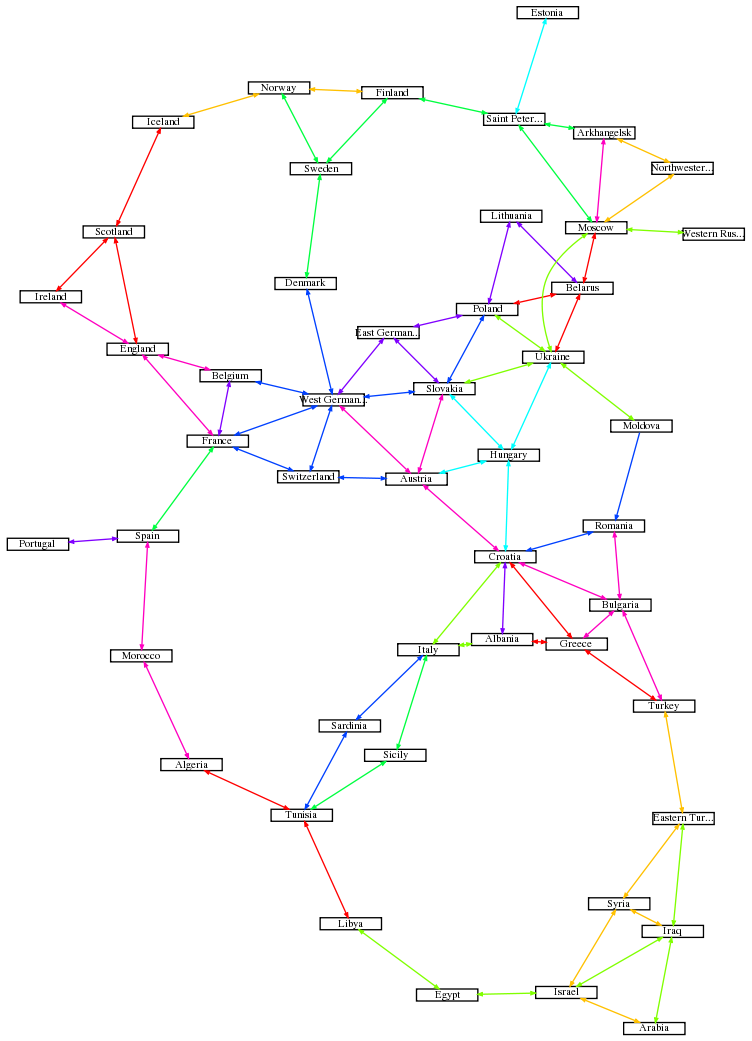 Estonia
Norway
Finland
Iceland
Saint Peter...
Arkhangelsk
Sweden
Northwester...
Lithuania
Scotland
Moscow
Western Rus...
Denmark
Belarus
Ireland
Poland
East German...
England
Ukraine
Belgium
Slovakia
West German...
Moldova
France
Hungary
Switzerland
Austria
Romania
Spain
Portugal
Croatia
Bulgaria
Albania
Greece
Italy
Morocco
Turkey
Sardinia
Sicily
Algeria
Tunisia
Eastern Tur...
Syria
Libya
Iraq
Israel
Egypt
Arabia